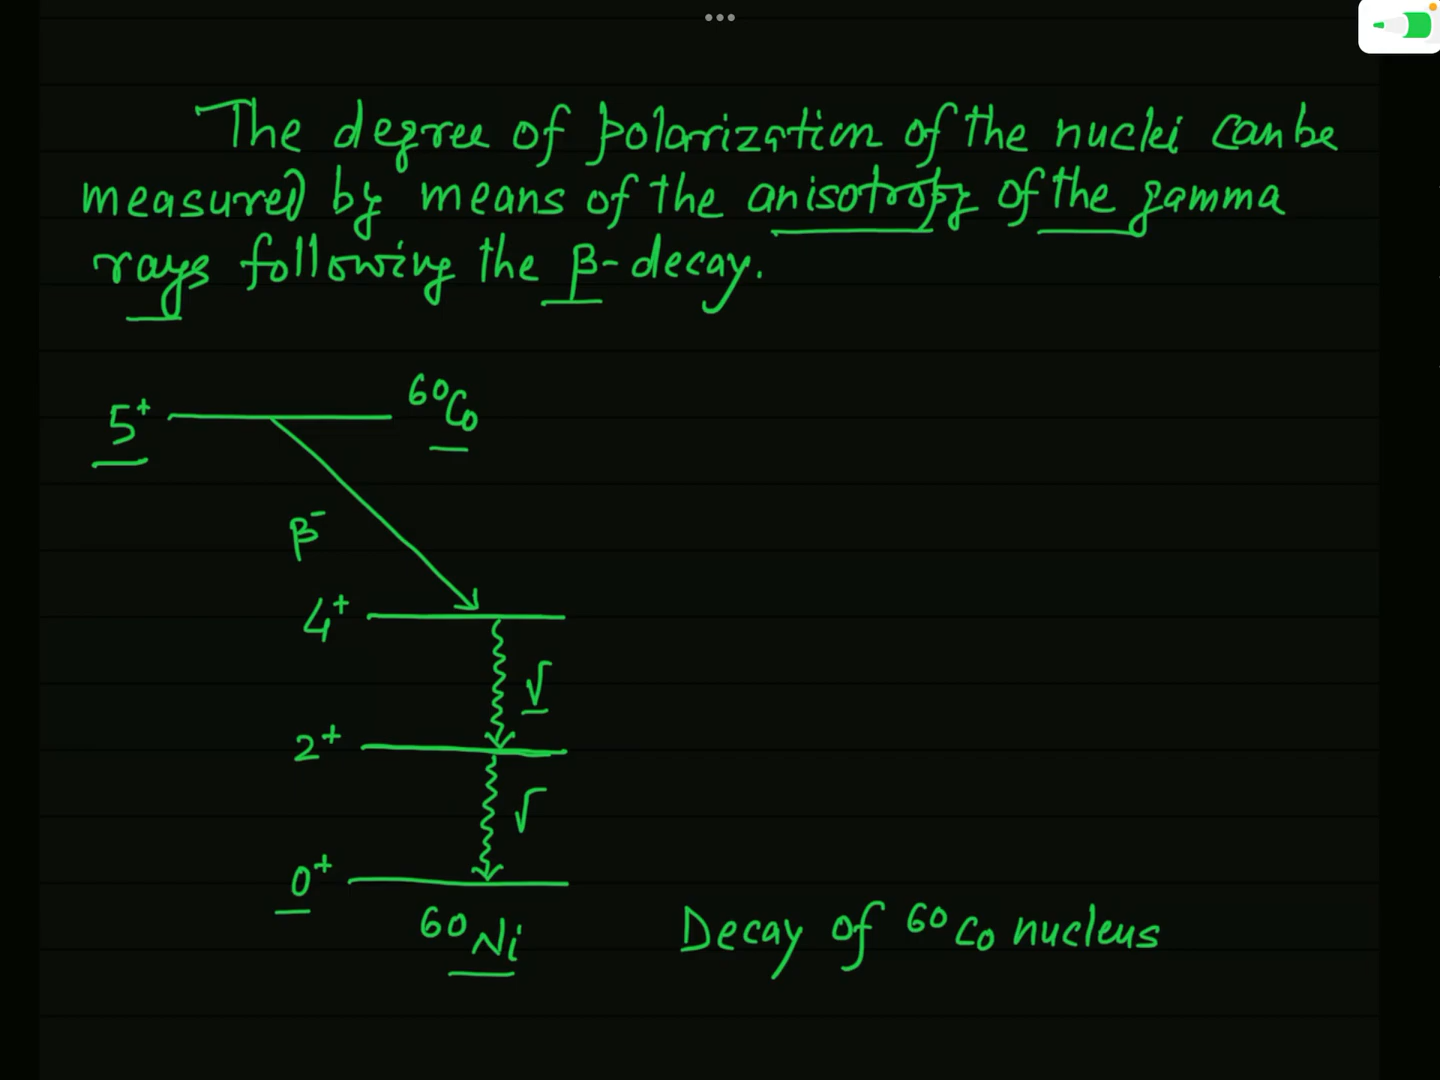 The degree of polarization of the nuclei can be
measured by means of the anisotropy of the gamma
rays following the β-decay.
5⁺
⁶⁰Co
β⁻
4⁺
γ
2⁺
γ
0⁺
⁶⁰Ni
Decay of ⁶⁰Co nucleus